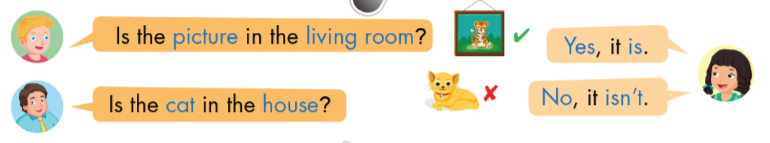 Is the picture in the living room?
Yes, it is.
Is the cat in the house?
No, it isn't.